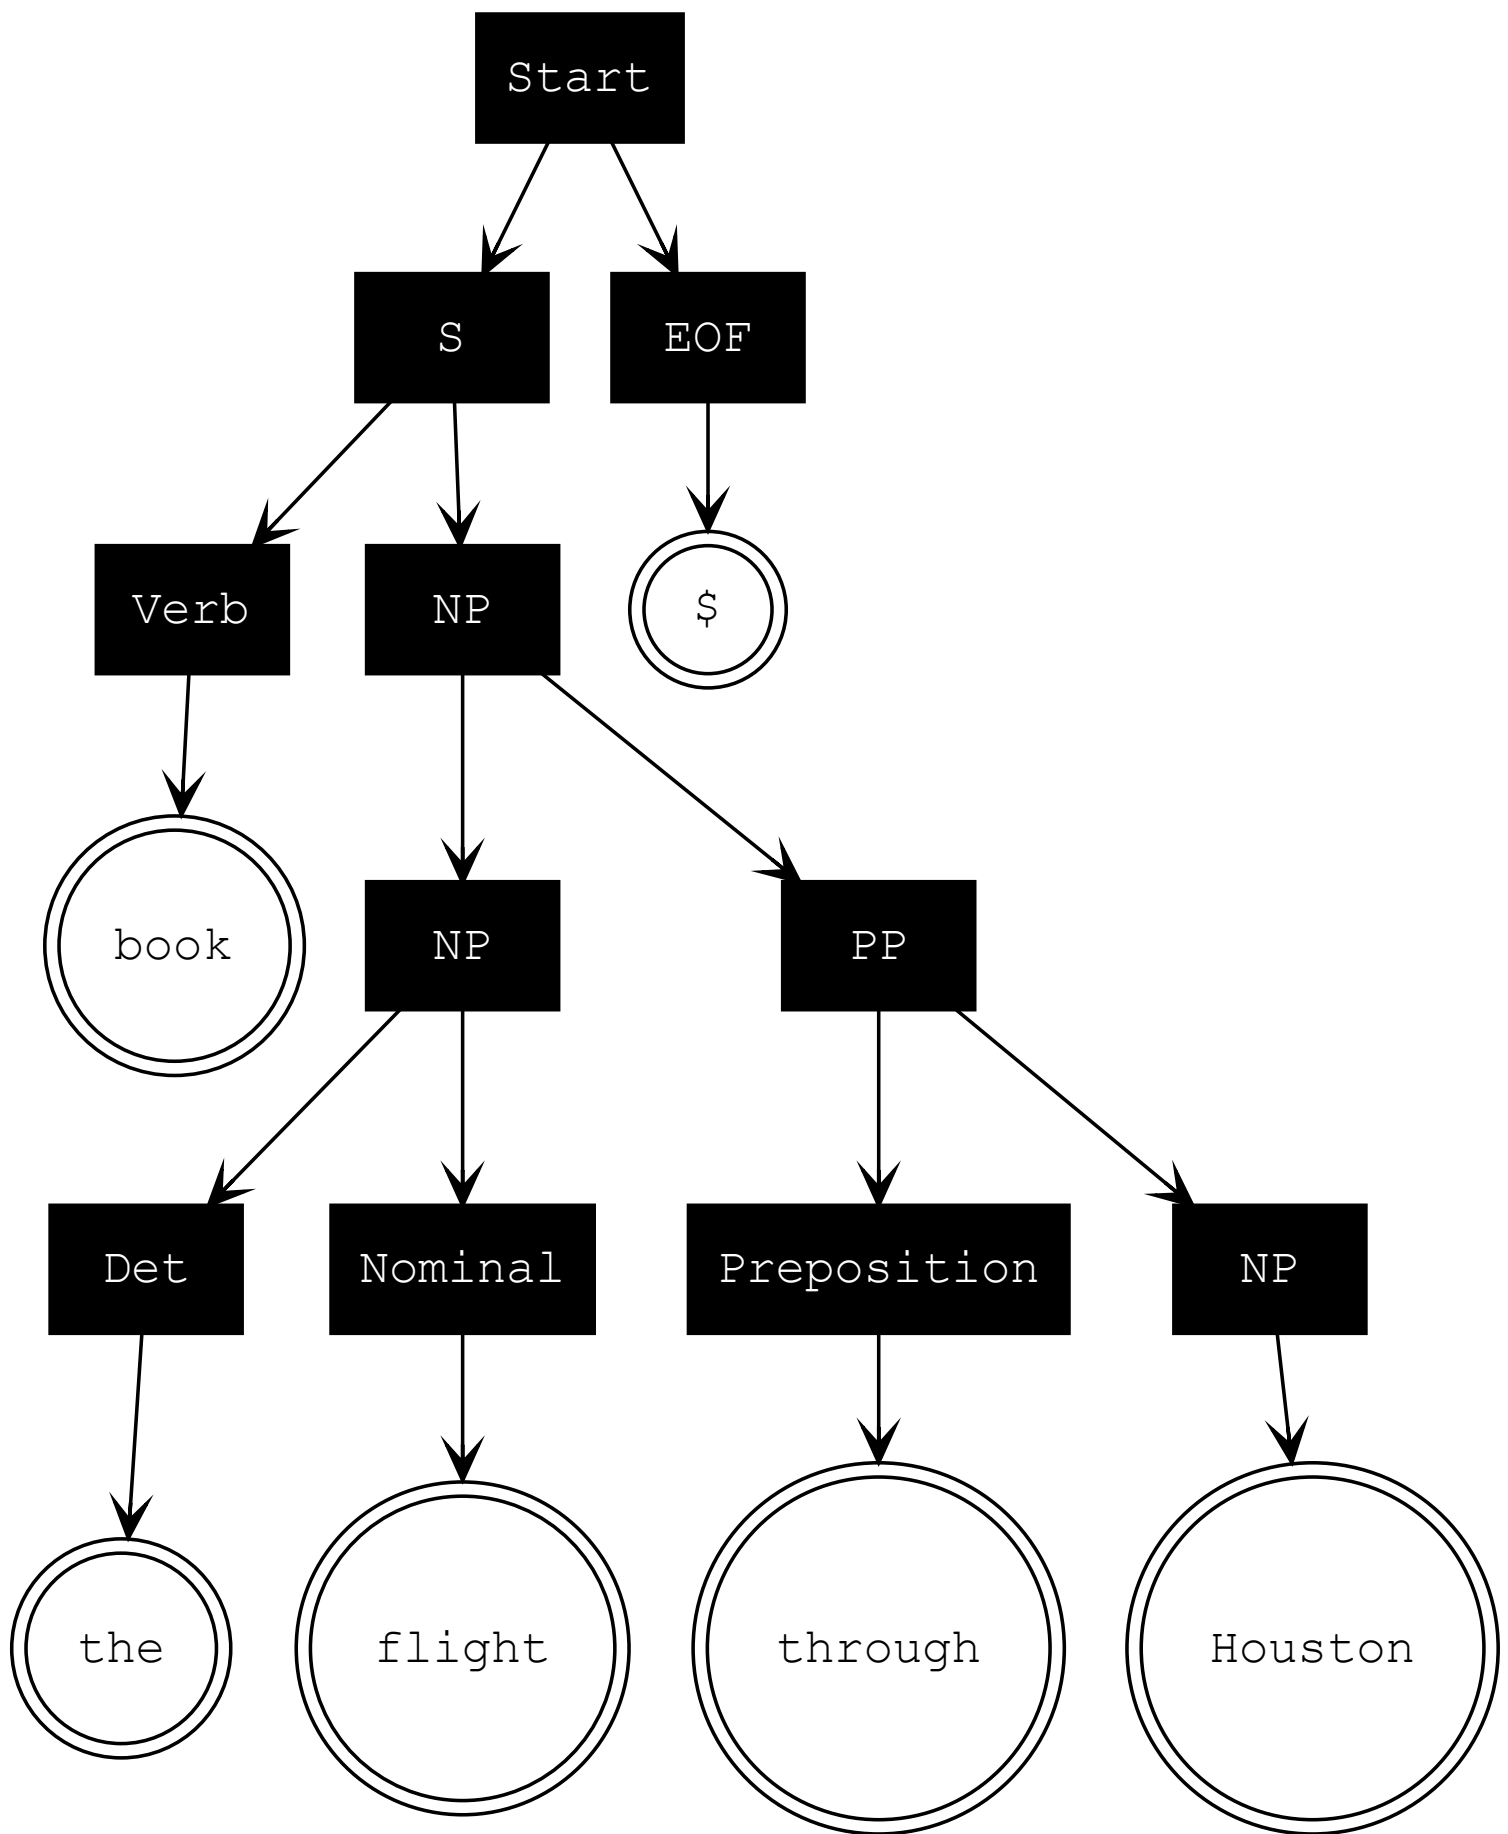 Start
S EOF
Verb NP $
book NP PP
Det Nominal Preposition NP
the flight through Houston